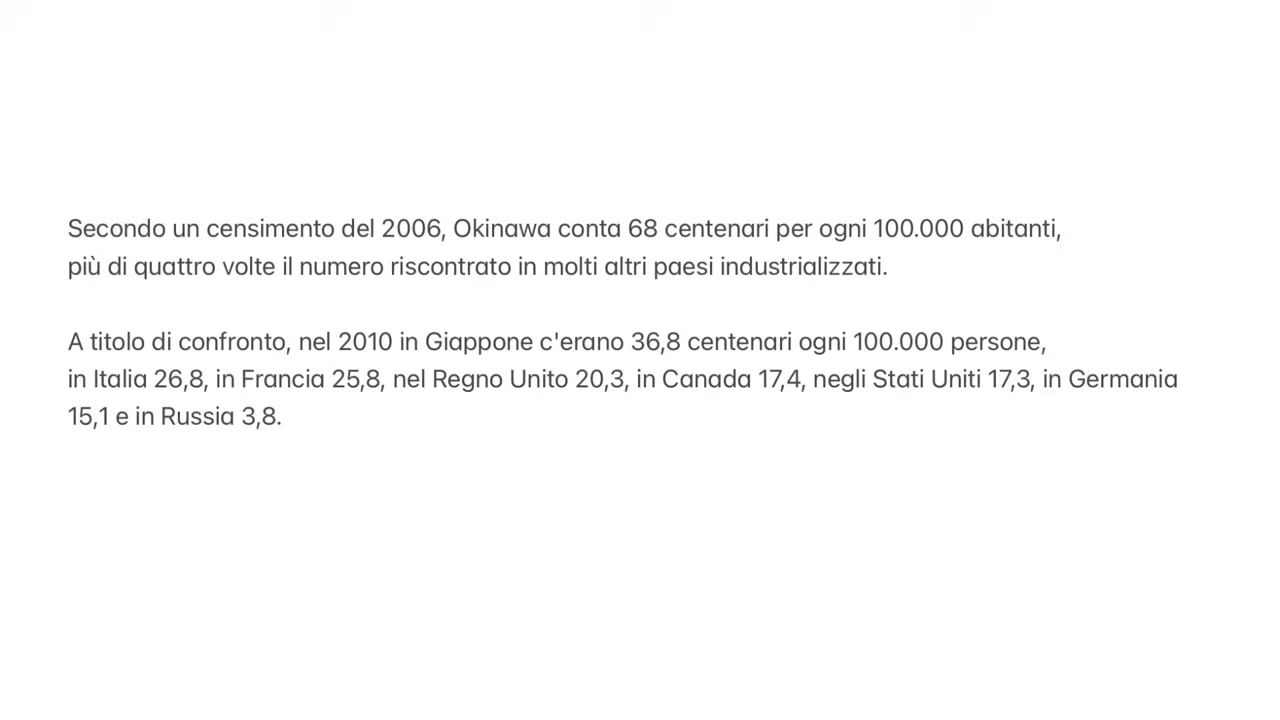 Secondo un censimento del 2006, Okinawa conta 68 centenari per ogni 100.000 abitanti,
più di quattro volte il numero riscontrato in molti altri paesi industrializzati.
A titolo di confronto, nel 2010 in Giappone c'erano 36,8 centenari ogni 100.000 persone,
in Italia 26,8, in Francia 25,8, nel Regno Unito 20,3, in Canada 17,4, negli Stati Uniti 17,3, in Germania
15,1 e in Russia 3,8.